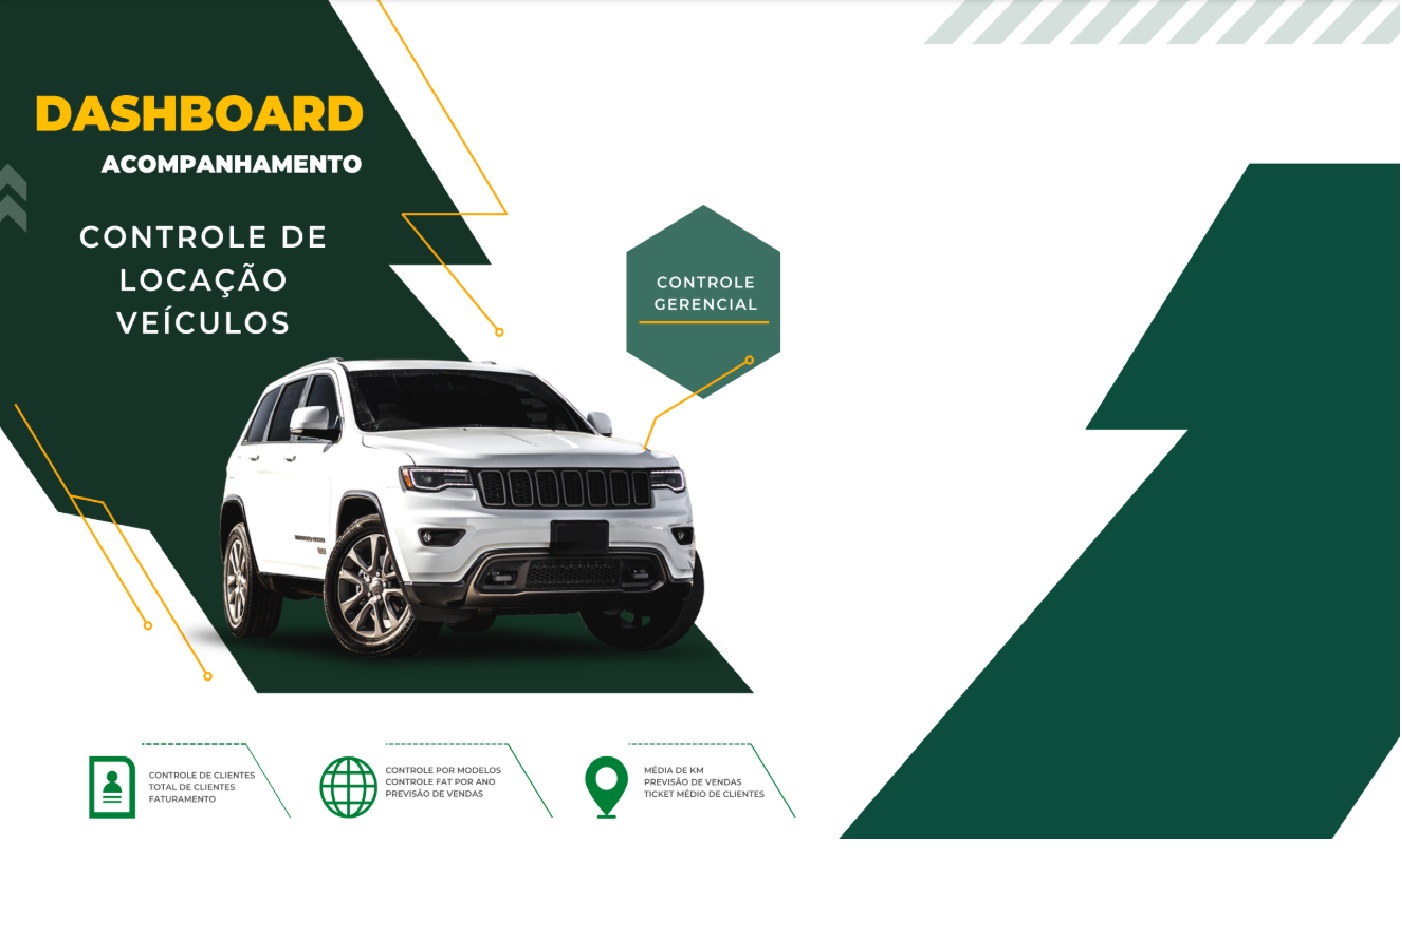 DASHBOARD
ACOMPANHAMENTO
CONTROLE DE
LOCAÇÃO
VEÍCULOS
CONTROLE
GERENCIAL
CONTROLE DE CLIENTES
TOTAL DE CLIENTES
FATURAMENTO
CONTROLE POR MODELOS
CONTROLE FAT POR ANO
PREVISÃO DE VENDAS
MÉDIA DE KM
PREVISÃO DE VENDAS
TICKET MÉDIO DE CLIENTES